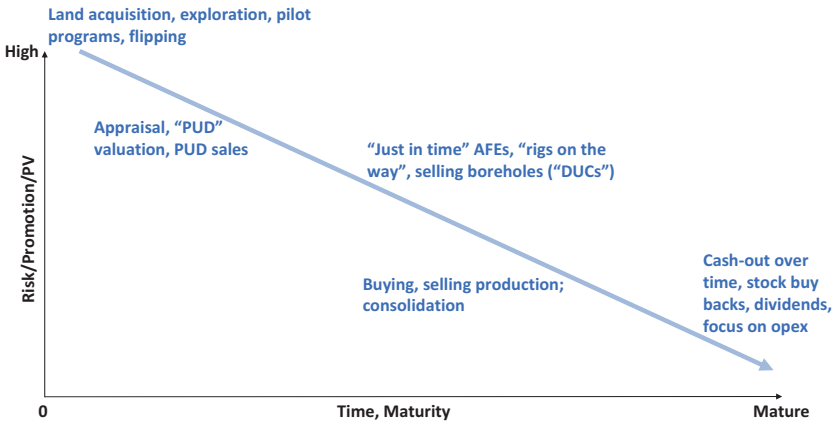 Land acquisition, exploration, pilot
programs, flipping
High
Appraisal, “PUD”
valuation, PUD sales
“Just in time” AFEs, “rigs on the
way”, selling boreholes (“DUCs”)
Risk/Promotion/PV
Buying, selling production;
consolidation
Cash-out over
time, stock buy
backs, dividends,
focus on opex
0
Time, Maturity
Mature